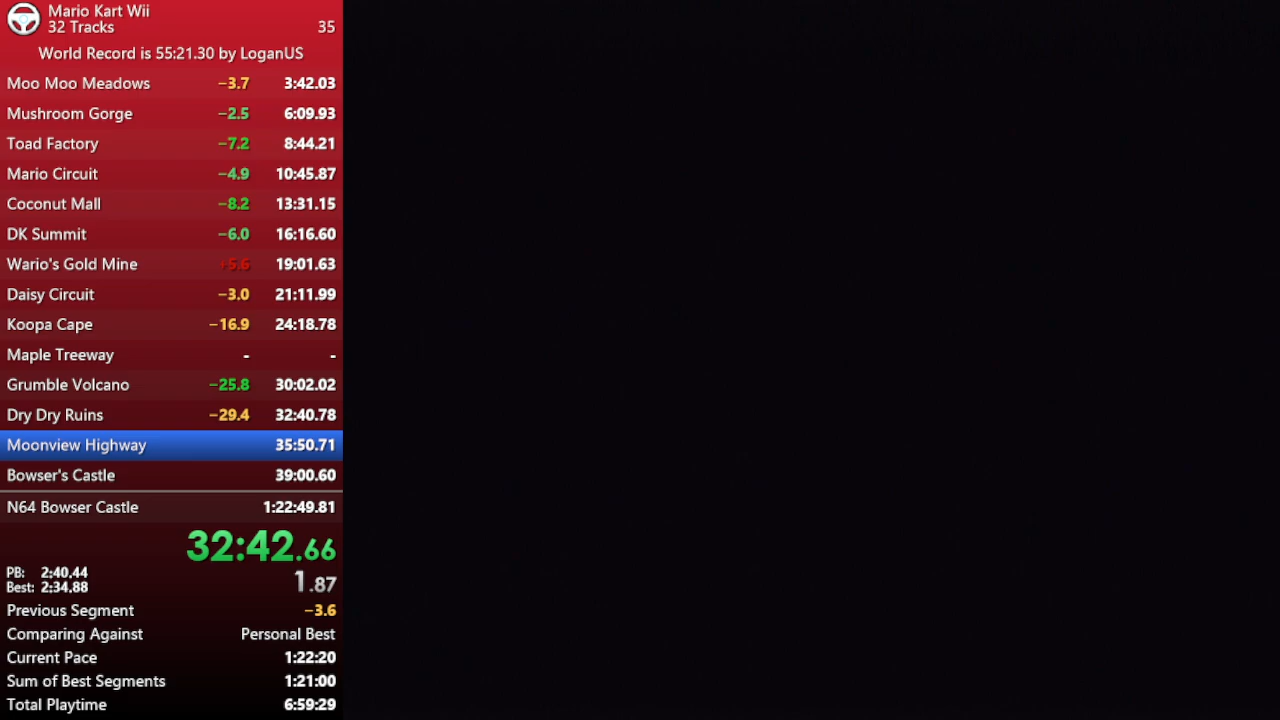 Mario Kart Wii
32 Tracks 35
World Record is 55:21.30 by LoganUS
Moo Moo Meadows −3.7 3:42.03
Mushroom Gorge −2.5 6:09.93
Toad Factory −7.2 8:44.21
Mario Circuit −4.9 10:45.87
Coconut Mall −8.2 13:31.15
DK Summit −6.0 16:16.60
Wario's Gold Mine +5.6 19:01.63
Daisy Circuit −3.0 21:11.99
Koopa Cape −16.9 24:18.78
Maple Treeway - -
Grumble Volcano −25.8 30:02.02
Dry Dry Ruins −29.4 32:40.78
Moonview Highway 35:50.71
Bowser's Castle 39:00.60
N64 Bowser Castle 1:22:49.81
32:42.66
PB: 2:40.44
Best: 2:34.88
1.87
Previous Segment −3.6
Comparing Against Personal Best
Current Pace 1:22:20
Sum of Best Segments 1:21:00
Total Playtime 6:59:29